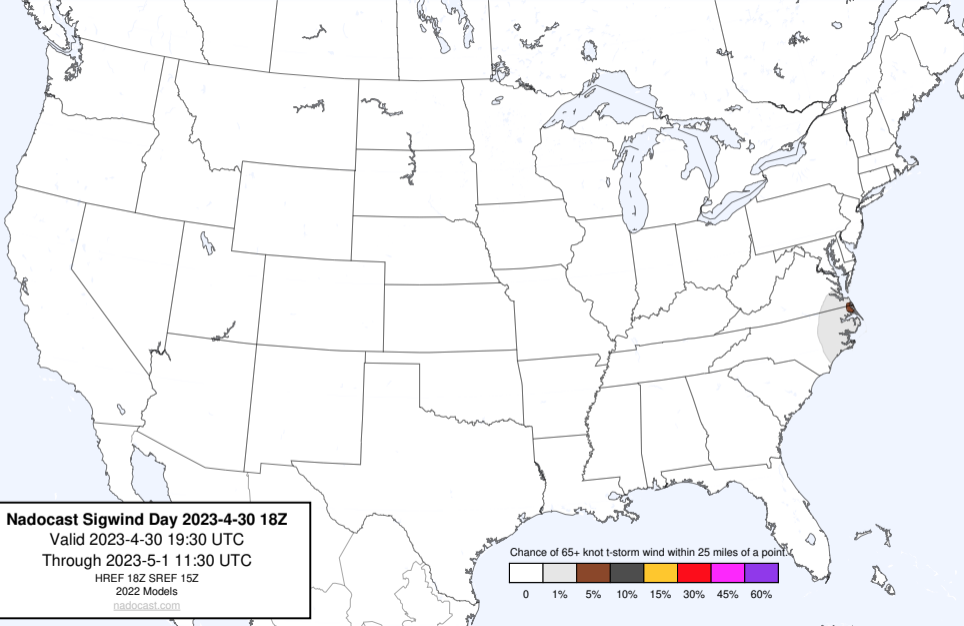 Nadocast Sigwind Day 2023-4-30 18Z
Valid 2023-4-30 19:30 UTC
Through 2023-5-1 11:30 UTC
HREF 18Z SREF 15Z
2022 Models
nadocast.com
Chance of 65+ knot t-storm wind within 25 miles of a point.
0 1% 5% 10% 15% 30% 45% 60%